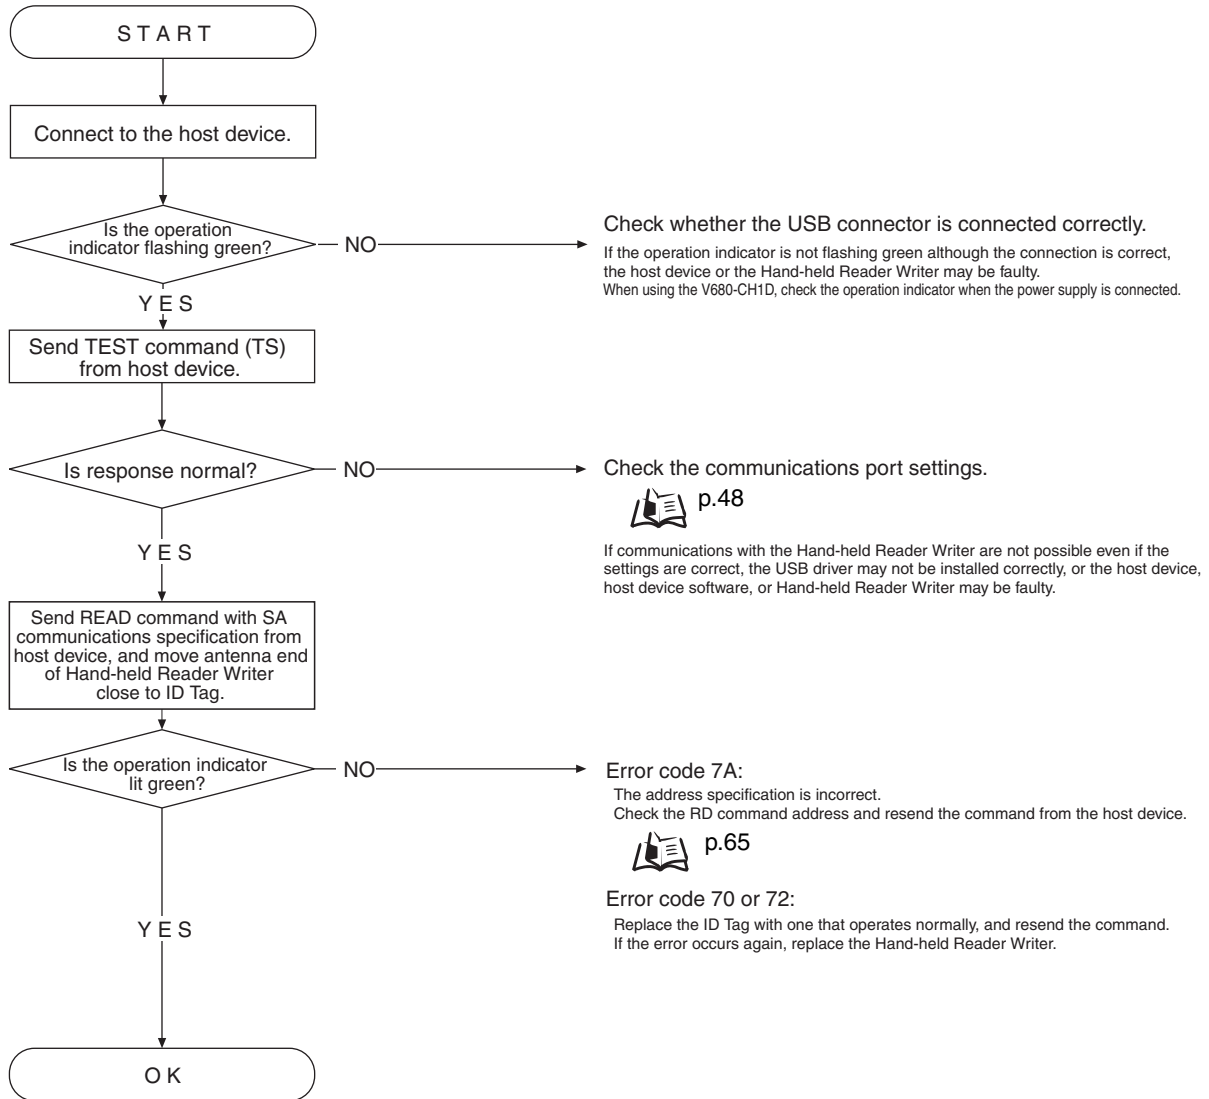 S T A R T
Connect to the host device.
Is the operation
indicator flashing green?
NO
Check whether the USB connector is connected correctly.
If the operation indicator is not flashing green although the connection is correct,
the host device or the Hand-held Reader Writer may be faulty.
When using the V680-CH1D, check the operation indicator when the power supply is connected.
Y E S
Send TEST command (TS)
from host device.
Is response normal?
NO
Check the communications port settings.
p.48
If communications with the Hand-held Reader Writer are not possible even if the
settings are correct, the USB driver may not be installed correctly, or the host device,
host device software, or Hand-held Reader Writer may be faulty.
Y E S
Send READ command with SA
communications specification from
host device, and move antenna end
of Hand-held Reader Writer
close to ID Tag.
Is the operation indicator
lit green?
NO
Error code 7A:
The address specification is incorrect.
Check the RD command address and resend the command from the host device.
p.65
Error code 70 or 72:
Replace the ID Tag with one that operates normally, and resend the command.
If the error occurs again, replace the Hand-held Reader Writer.
Y E S
O K